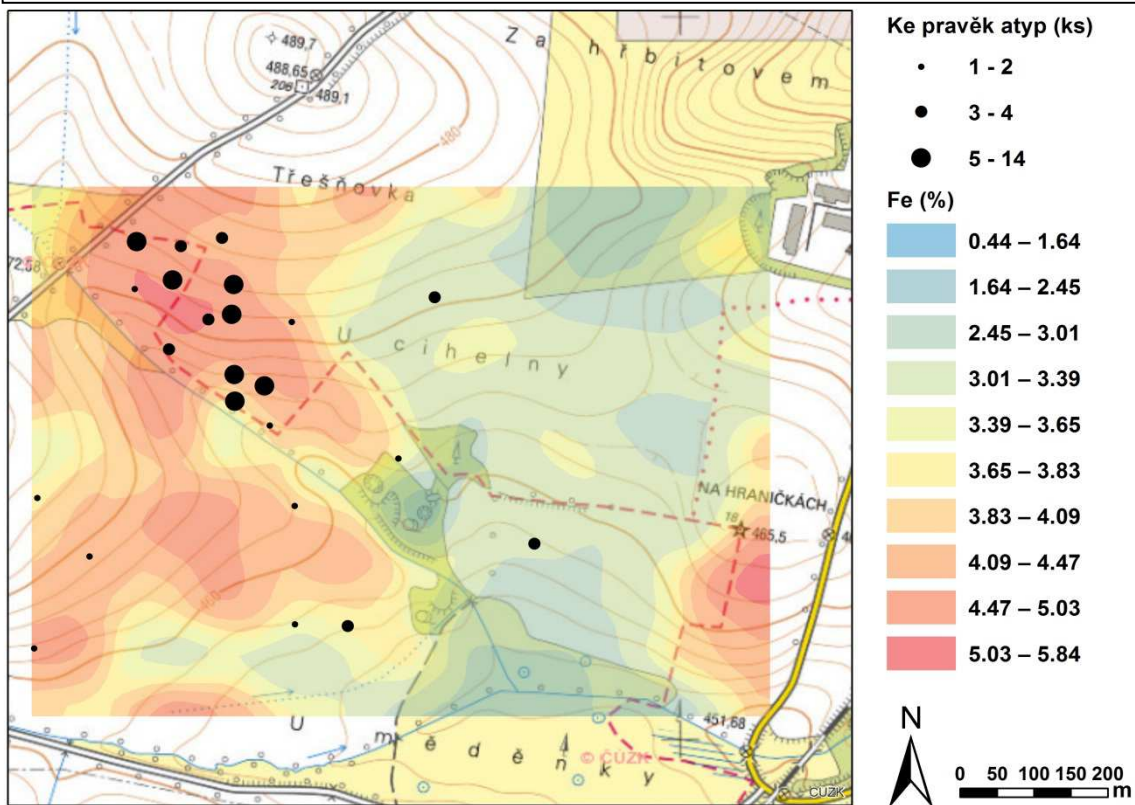 Z a h ř b i t o v e m
489,7
488,65
206
489,1
480
Třešňovka
U c i h e l n y
NA HRANIČKÁCH
18
465,5
460
451,68
U m ě d ě n k y
© ČÚZK
ČÚZK
Ke pravěk atyp (ks)
1 - 2
3 - 4
5 - 14
Fe (%)
0.44 – 1.64
1.64 – 2.45
2.45 – 3.01
3.01 – 3.39
3.39 – 3.65
3.65 – 3.83
3.83 – 4.09
4.09 – 4.47
4.47 – 5.03
5.03 – 5.84
N
0 50 100 150 200
m